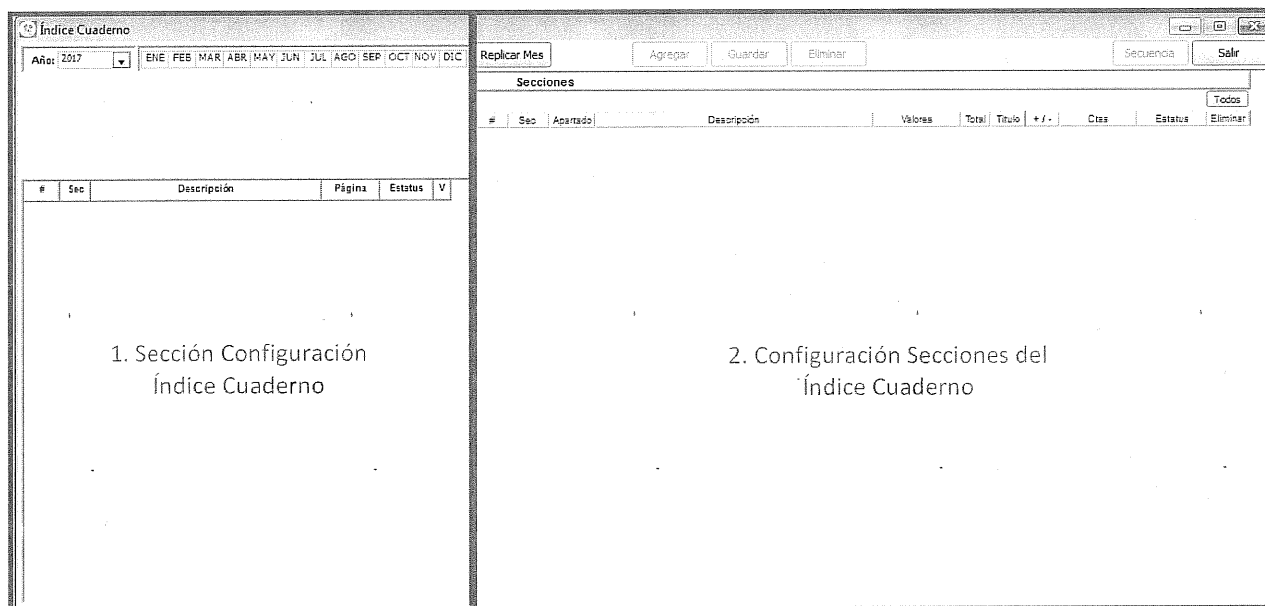 Índice Cuaderno
Año: 2017 ENE FEB MAR ABR MAY JUN JUL AGO SEP OCT NOV DIC Replicar Mes Agregar Guardar Eliminar Secuencia Salir
Secciones
Todos
# Sec Apartado Descripción Valores Total Titulo + / - Ctas Estatus Eliminar
# Sec Descripción Página Estatus V
1. Sección Configuración
Índice Cuaderno
2. Configuración Secciones del
Índice Cuaderno